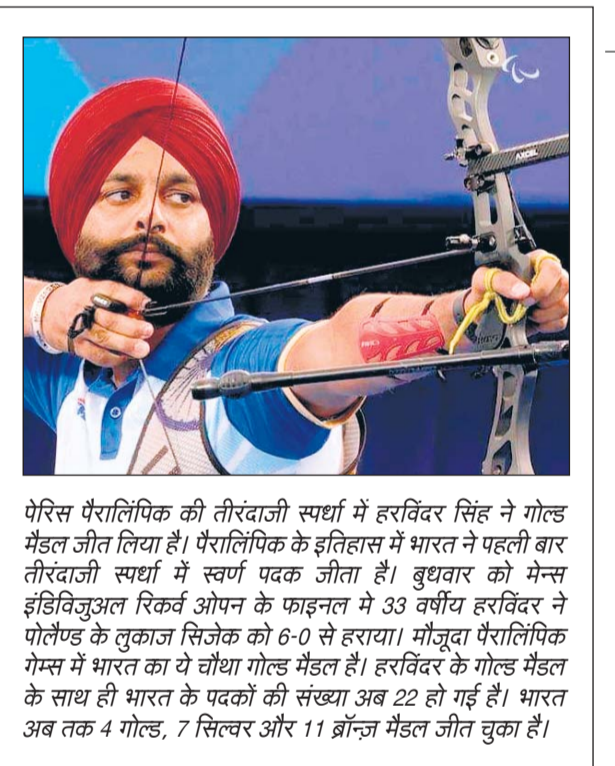 AXCEL
पेरिस पैरालिंपिक की तीरंदाजी स्पर्धा में हरविंदर सिंह ने गोल्ड
मैडल जीत लिया है। पैरालिंपिक के इतिहास में भारत ने पहली बार
तीरंदाजी स्पर्धा में स्वर्ण पदक जीता है। बुधवार को मेन्स
इंडिविजुअल रिकर्व ओपन के फाइनल मे 33 वर्षीय हरविंदर ने
पोलैण्ड के लुकाज सिजेक को 6-0 से हराया। मौजूदा पैरालिंपिक
गेम्स में भारत का ये चौथा गोल्ड मैडल है। हरविंदर के गोल्ड मैडल
के साथ ही भारत के पदकों की संख्या अब 22 हो गई है। भारत
अब तक 4 गोल्ड, 7 सिल्वर और 11 ब्रॉन्ज़ मैडल जीत चुका है।